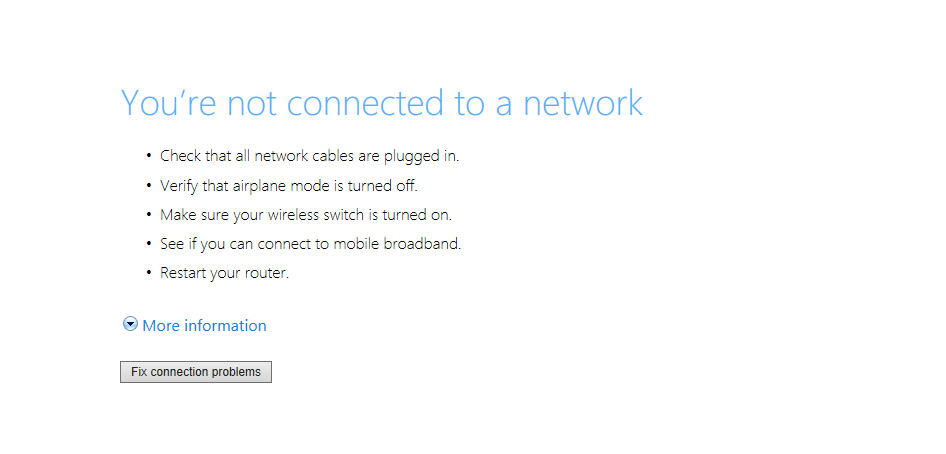 You’re not connected to a network
• Check that all network cables are plugged in.
• Verify that airplane mode is turned off.
• Make sure your wireless switch is turned on.
• See if you can connect to mobile broadband.
• Restart your router.
More information
Fix connection problems